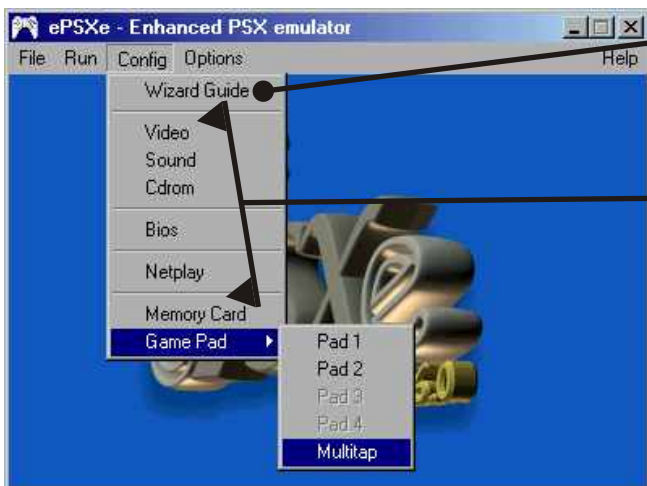 ePSXe - Enhanced PSX emulator
File Run Config Options Help
Wizard Guide
Video
Sound
Cdrom
Bios
Netplay
Memory Card
Game Pad
Pad 1
Pad 2
Pad 3
Pad 4
Multitap